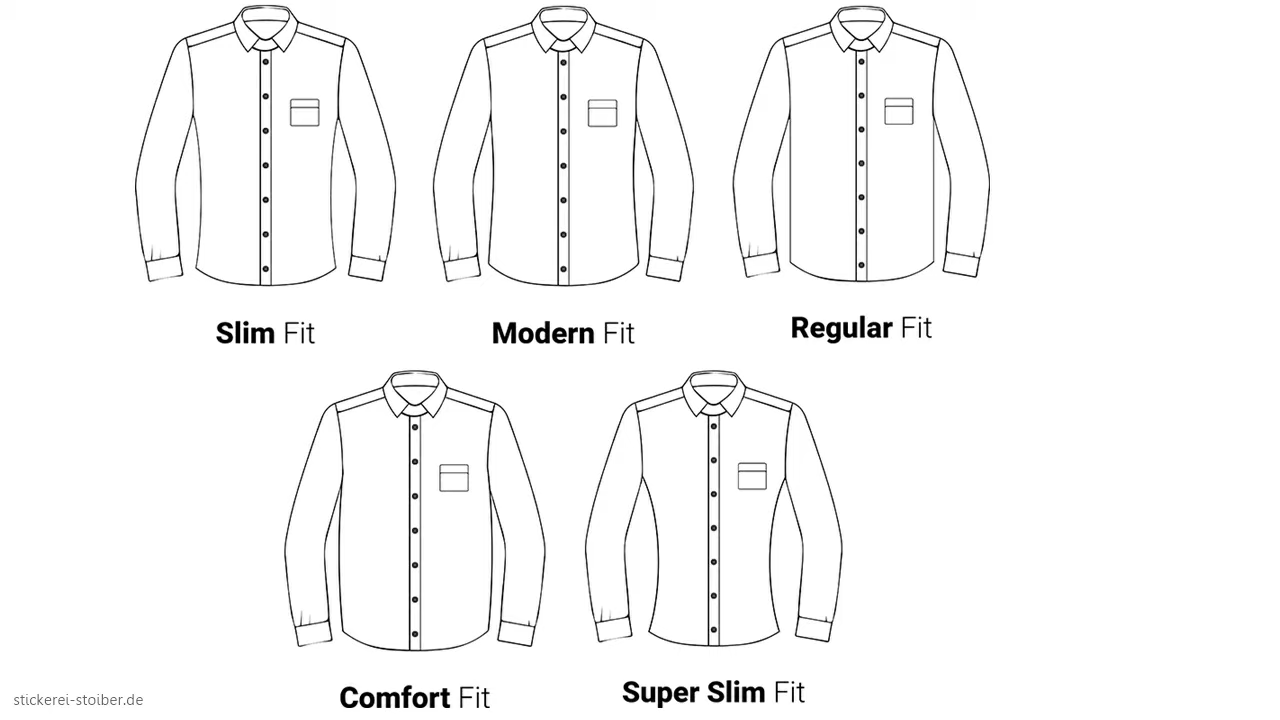 Slim Fit
Modern Fit
Regular Fit
Comfort Fit
Super Slim Fit
stickerei-stoiber.de